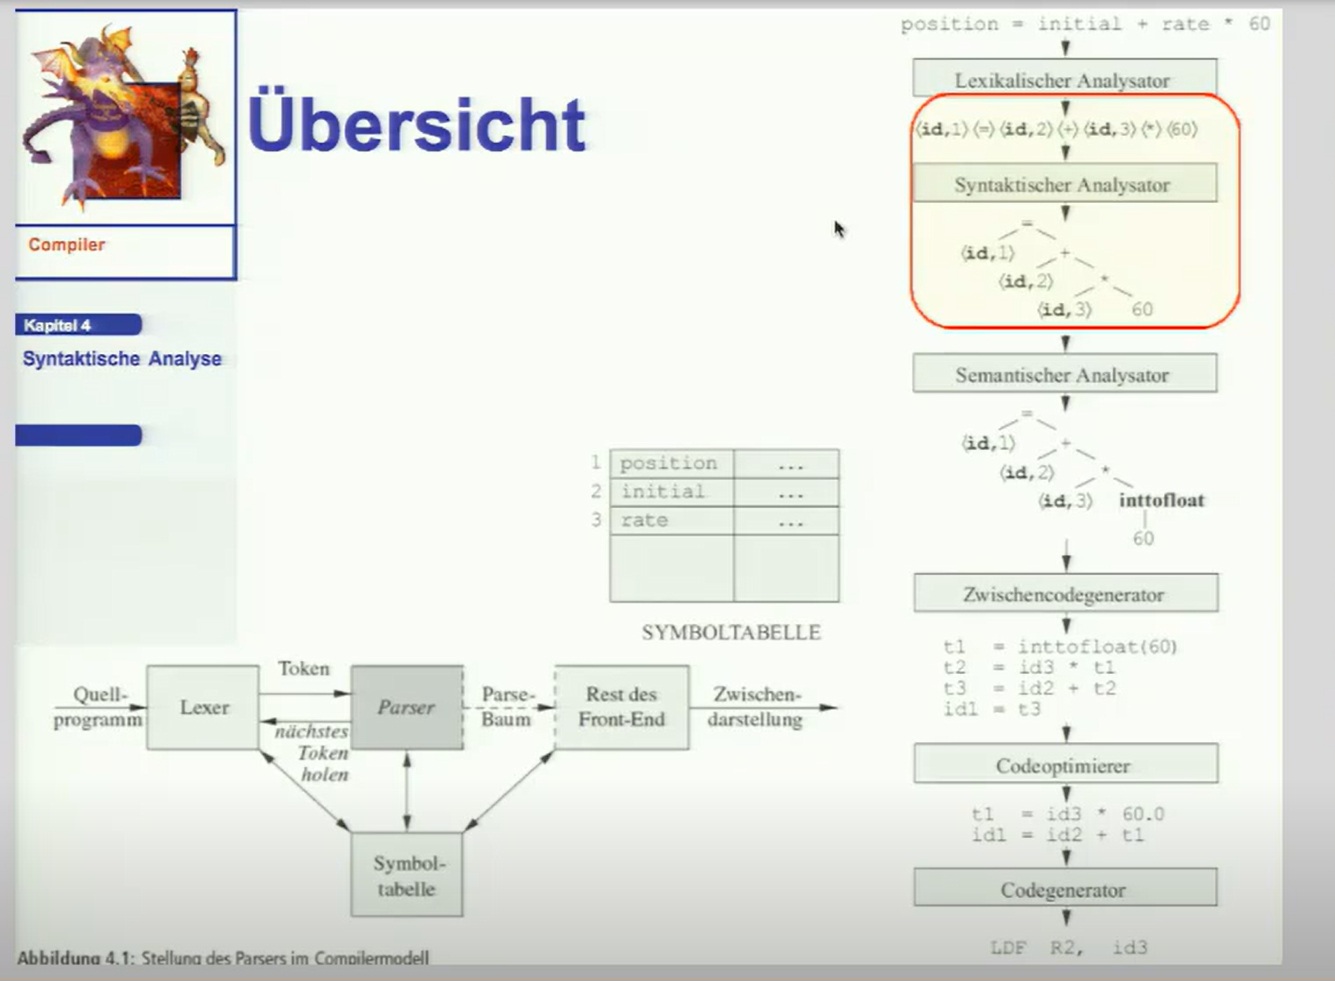 Übersicht
Compiler
Kapitel 4
Syntaktische Analyse
position = initial + rate * 60
Lexikalischer Analysator
⟨id,1⟩ ⟨=⟩ ⟨id,2⟩ ⟨+⟩ ⟨id,3⟩ ⟨*⟩ ⟨60⟩
Syntaktischer Analysator
=
⟨id,1⟩ +
⟨id,2⟩ *
⟨id,3⟩ 60
Semantischer Analysator
=
⟨id,1⟩ +
⟨id,2⟩ *
⟨id,3⟩ inttofloat
60
Zwischencodegenerator
t1 = inttofloat(60)
t2 = id3 * t1
t3 = id2 + t2
id1 = t3
Codeoptimierer
t1 = id3 * 60.0
id1 = id2 + t1
Codegenerator
LDF R2, id3
1 position ...
2 initial ...
3 rate ...
SYMBOLTABELLE
Quell-
programm
Lexer
Token
nächstes
Token
holen
Parser
Parse-
Baum
Rest des
Front-End
Zwischen-
darstellung
Symbol-
tabelle
Abbildung 4.1: Stellung des Parsers im Compilermodell